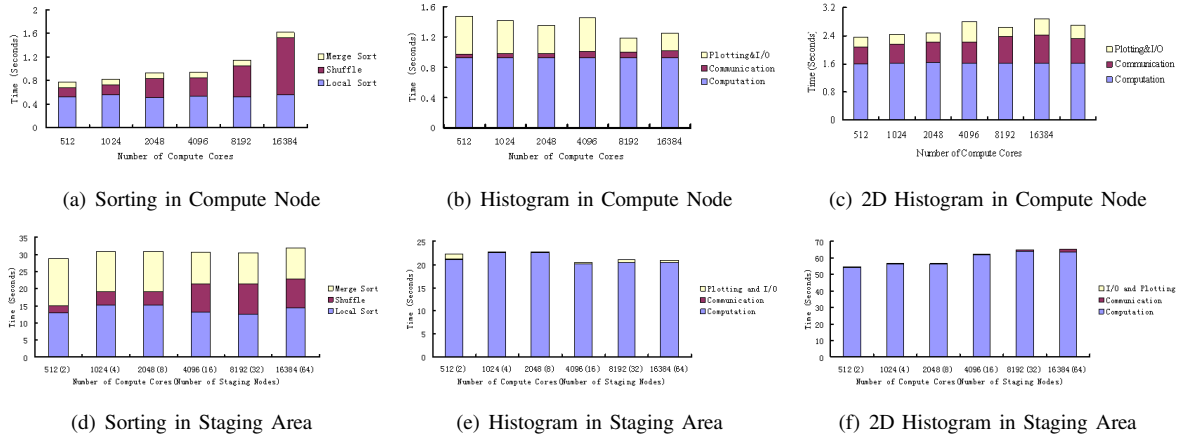 2
1.6
1.2
0.8
0.4
0
Time (Seconds)
Merge Sort
Shuffle
Local Sort
512 1024 2048 4096 8192 16384
Number of Compute Cores
(a) Sorting in Compute Node
1.6
1.2
0.8
0.4
0
Time (Seconds)
Plotting&I/O
Communication
Computation
512 1024 2048 4096 8192 16384
Number of Compute Cores
(b) Histogram in Compute Node
3.2
2.4
1.6
0.8
0
Time (Seconds)
Plotting&I/O
Communication
Computation
512 1024 2048 4096 8192 16384
Number of Compute Cores
(c) 2D Histogram in Compute Node
35
30
25
20
15
10
5
0
Time (Seconds)
Merge Sort
Shuffle
Local Sort
512(2) 1024(4) 2048(8) 4096(16) 8192(32) 16384(64)
Number of Compute Cores(Number of Staging Nodes)
(d) Sorting in Staging Area
25
20
15
10
5
0
Time (Seconds)
Plotting and I/O
Communication
Computation
512(2) 1024(4) 2048(8) 4096(16) 8192(32) 16384(64)
Number of Compute Cores(Number of Staging Nodes)
(e) Histogram in Staging Area
70
60
50
40
30
20
10
0
Time (Seconds)
I/O and Plotting
Communication
Computation
512(2) 1024(4) 2048(8) 4096(16) 8192(32) 16384(64)
Number of Compute Cores(Number of Staging Nodes)
(f) 2D Histogram in Staging Area